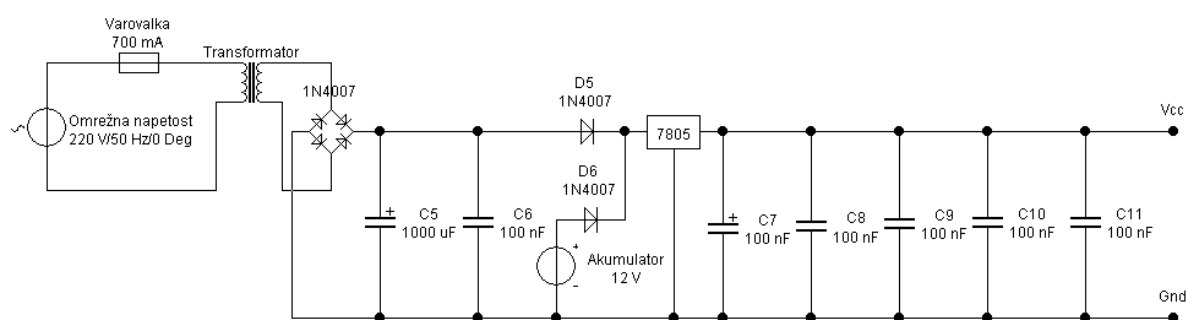 Varovalka
700 mA
Transformator
1N4007
Omrežna napetost
220 V/50 Hz/0 Deg
D5
1N4007
7805
Vcc
D6
1N4007
+
C5
1000 uF
C6
100 nF
+
-
Akumulator
12 V
+
C7
100 nF
C8
100 nF
C9
100 nF
C10
100 nF
C11
100 nF
Gnd